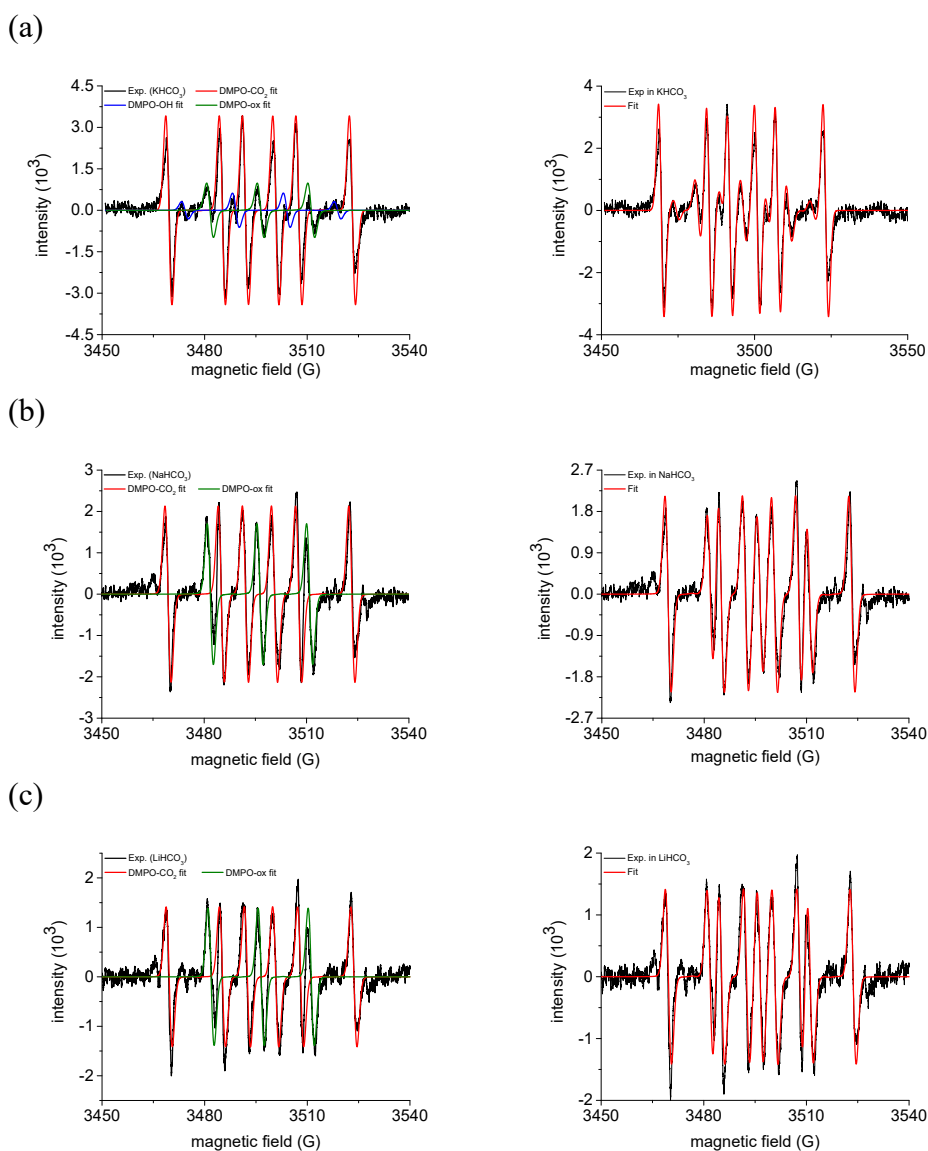 (a)
Exp. (KHCO₃) DMPO-CO₂ fit
DMPO-OH fit DMPO-ox fit
4.5
3.0
1.5
0.0
-1.5
-3.0
-4.5
intensity (10³)
3450 3480 3510 3540
magnetic field (G)
Exp in KHCO₃
Fit
4
2
0
-2
-4
intensity (10³)
3450 3500 3550
magnetic field (G)
(b)
Exp. (NaHCO₃)
DMPO-CO₂ fit DMPO-ox fit
3
2
1
0
-1
-2
-3
intensity (10³)
3450 3480 3510 3540
magnetic field (G)
Exp. in NaHCO₃
Fit
2.7
1.8
0.9
0.0
-0.9
-1.8
-2.7
intensity (10³)
3450 3480 3510 3540
magnetic field (G)
(c)
Exp. (LiHCO₃)
DMPO-CO₂ fit DMPO-ox fit
2
1
0
-1
-2
intensity (10³)
3450 3480 3510 3540
magnetic field (G)
Exp. in LiHCO₃
Fit
2
1
0
-1
-2
intensity (10³)
3450 3480 3510 3540
magnetic field (G)